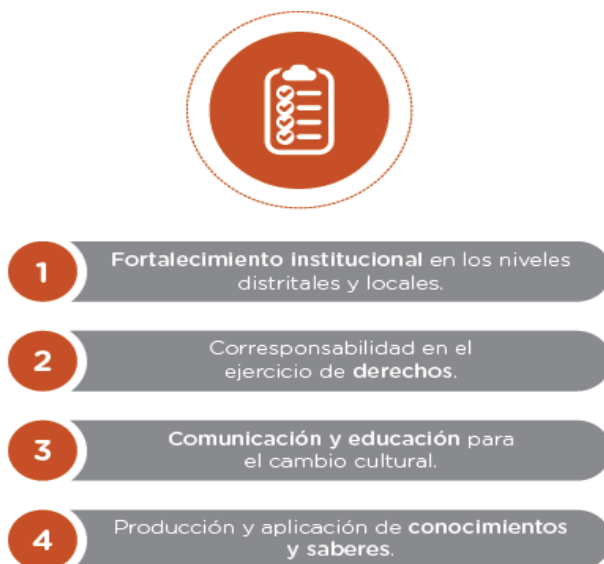 1
Fortalecimiento institucional en los niveles
distritales y locales.
2
Corresponsabilidad en el
ejercicio de derechos.
3
Comunicación y educación para
el cambio cultural.
4
Producción y aplicación de conocimientos
y saberes.